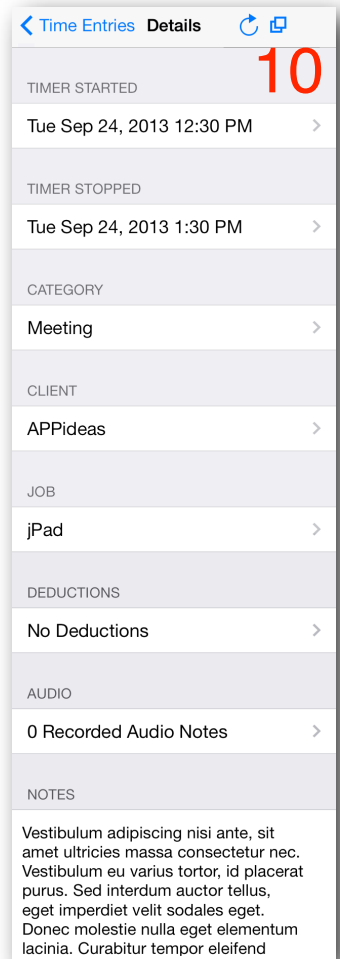 Time Entries Details
10
TIMER STARTED
Tue Sep 24, 2013 12:30 PM
TIMER STOPPED
Tue Sep 24, 2013 1:30 PM
CATEGORY
Meeting
CLIENT
APPideas
JOB
jPad
DEDUCTIONS
No Deductions
AUDIO
0 Recorded Audio Notes
NOTES
Vestibulum adipiscing nisi ante, sit
amet ultricies massa consectetur nec.
Vestibulum eu varius tortor, id placerat
purus. Sed interdum auctor tellus,
eget imperdiet velit sodales eget.
Donec molestie nulla eget elementum
lacinia. Curabitur tempor eleifend